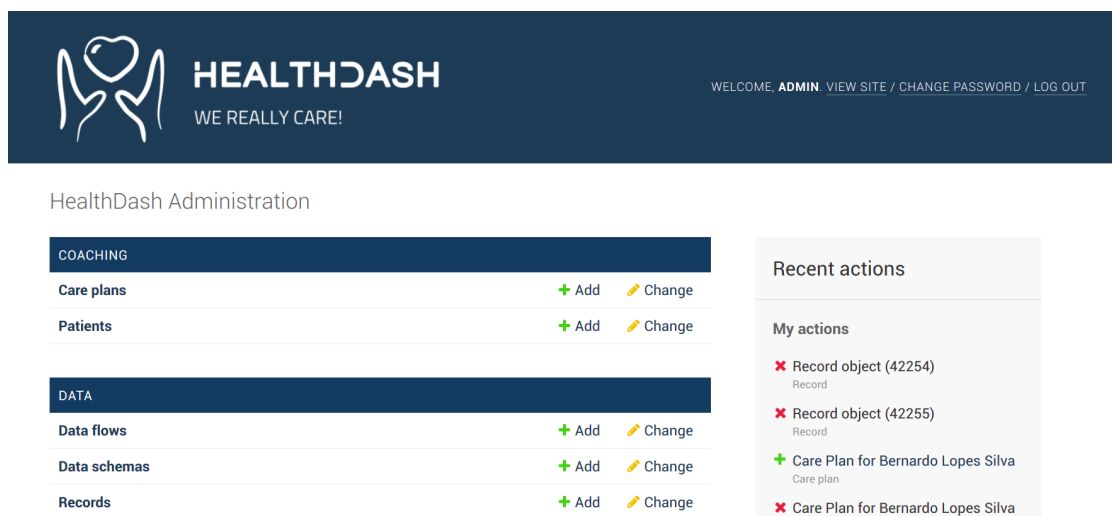 HEALTHDASH
WE REALLY CARE!
WELCOME, ADMIN. VIEW SITE / CHANGE PASSWORD / LOG OUT
HealthDash Administration
COACHING
Care plans Add Change
Patients Add Change
DATA
Data flows Add Change
Data schemas Add Change
Records Add Change
Recent actions
My actions
Record object (42254)
Record
Record object (42255)
Record
Care Plan for Bernardo Lopes Silva
Care plan
Care Plan for Bernardo Lopes Silva